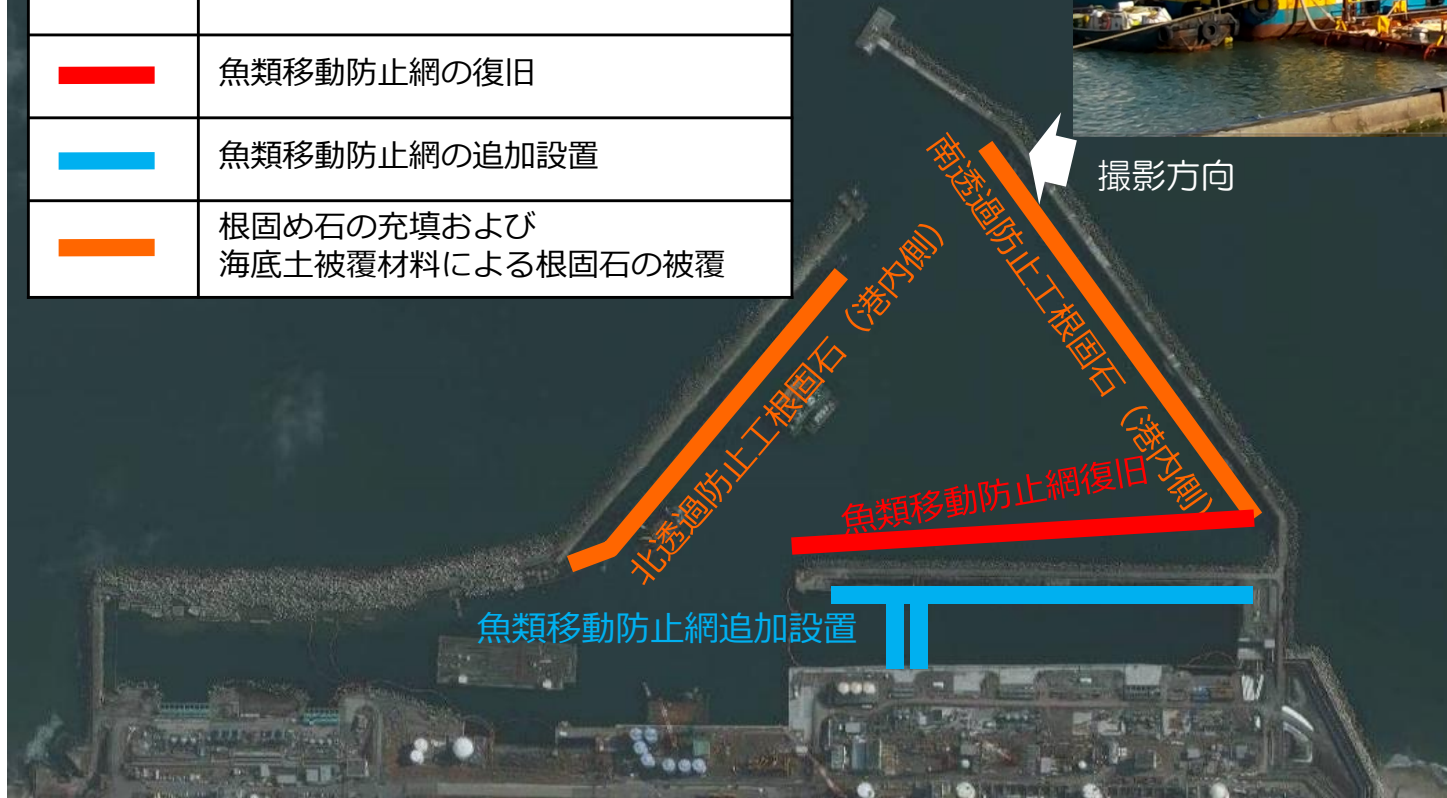 魚類移動防止網の復旧
魚類移動防止網の追加設置
根固め石の充填および
海底土被覆材料による根固石の被覆
撮影方向
南透過防止工根固石（港内側）
北透過防止工根固石（港内側）
魚類移動防止網復旧
魚類移動防止網追加設置